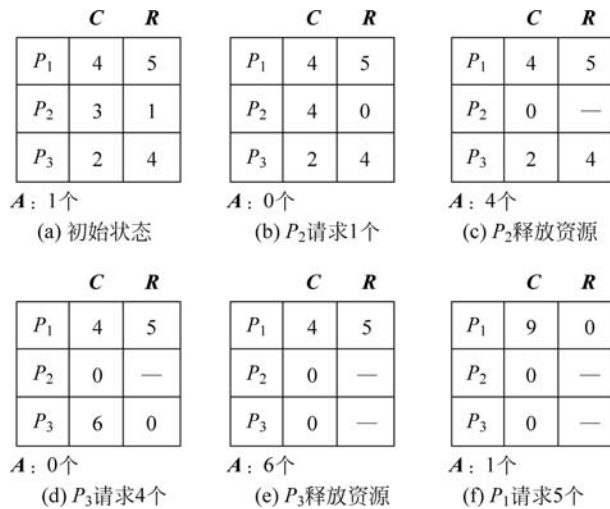 C R C R C R
P1 4 5 P1 4 5 P1 4 5
P2 3 1 P2 4 0 P2 0 —
P3 2 4 P3 2 4 P3 2 4
A：1个 A：0个 A：4个
(a) 初始状态 (b) P2请求1个 (c) P2释放资源
C R C R C R
P1 4 5 P1 4 5 P1 9 0
P2 0 — P2 0 — P2 0 —
P3 6 0 P3 0 — P3 0 —
A：0个 A：6个 A：1个
(d) P3请求4个 (e) P3释放资源 (f) P1请求5个